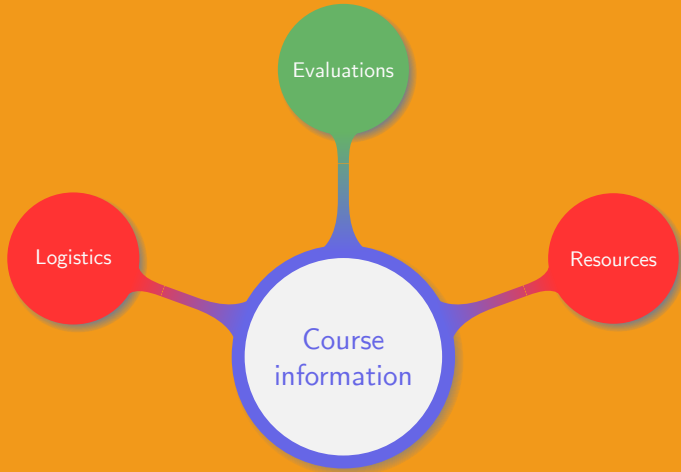 Evaluations
Logistics
Resources
Course
information